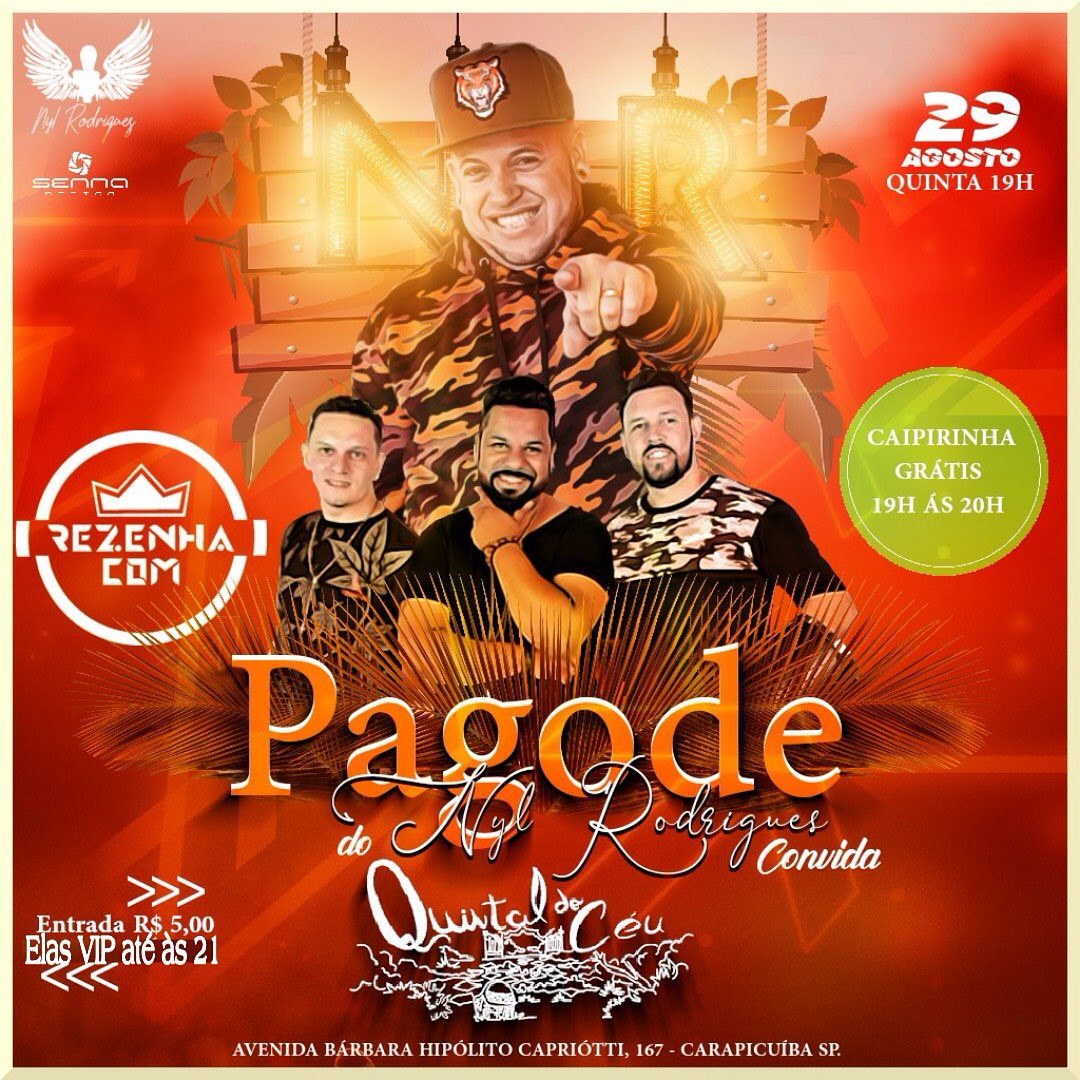 Nyl Rodrigues
SENNA
DESIGN
N R
29
AGOSTO
QUINTA 19H
CAIPIRINHA
GRÁTIS
19H ÁS 20H
REZENHA
COM
Pagode
do Nyl Rodrigues
Convida
Quintal do Céu
>>>
Entrada R$ 5,00
Elas VIP até às 21
<<<
AVENIDA BÁRBARA HIPÓLITO CAPRIÓTTI, 167 - CARAPICUÍBA SP.